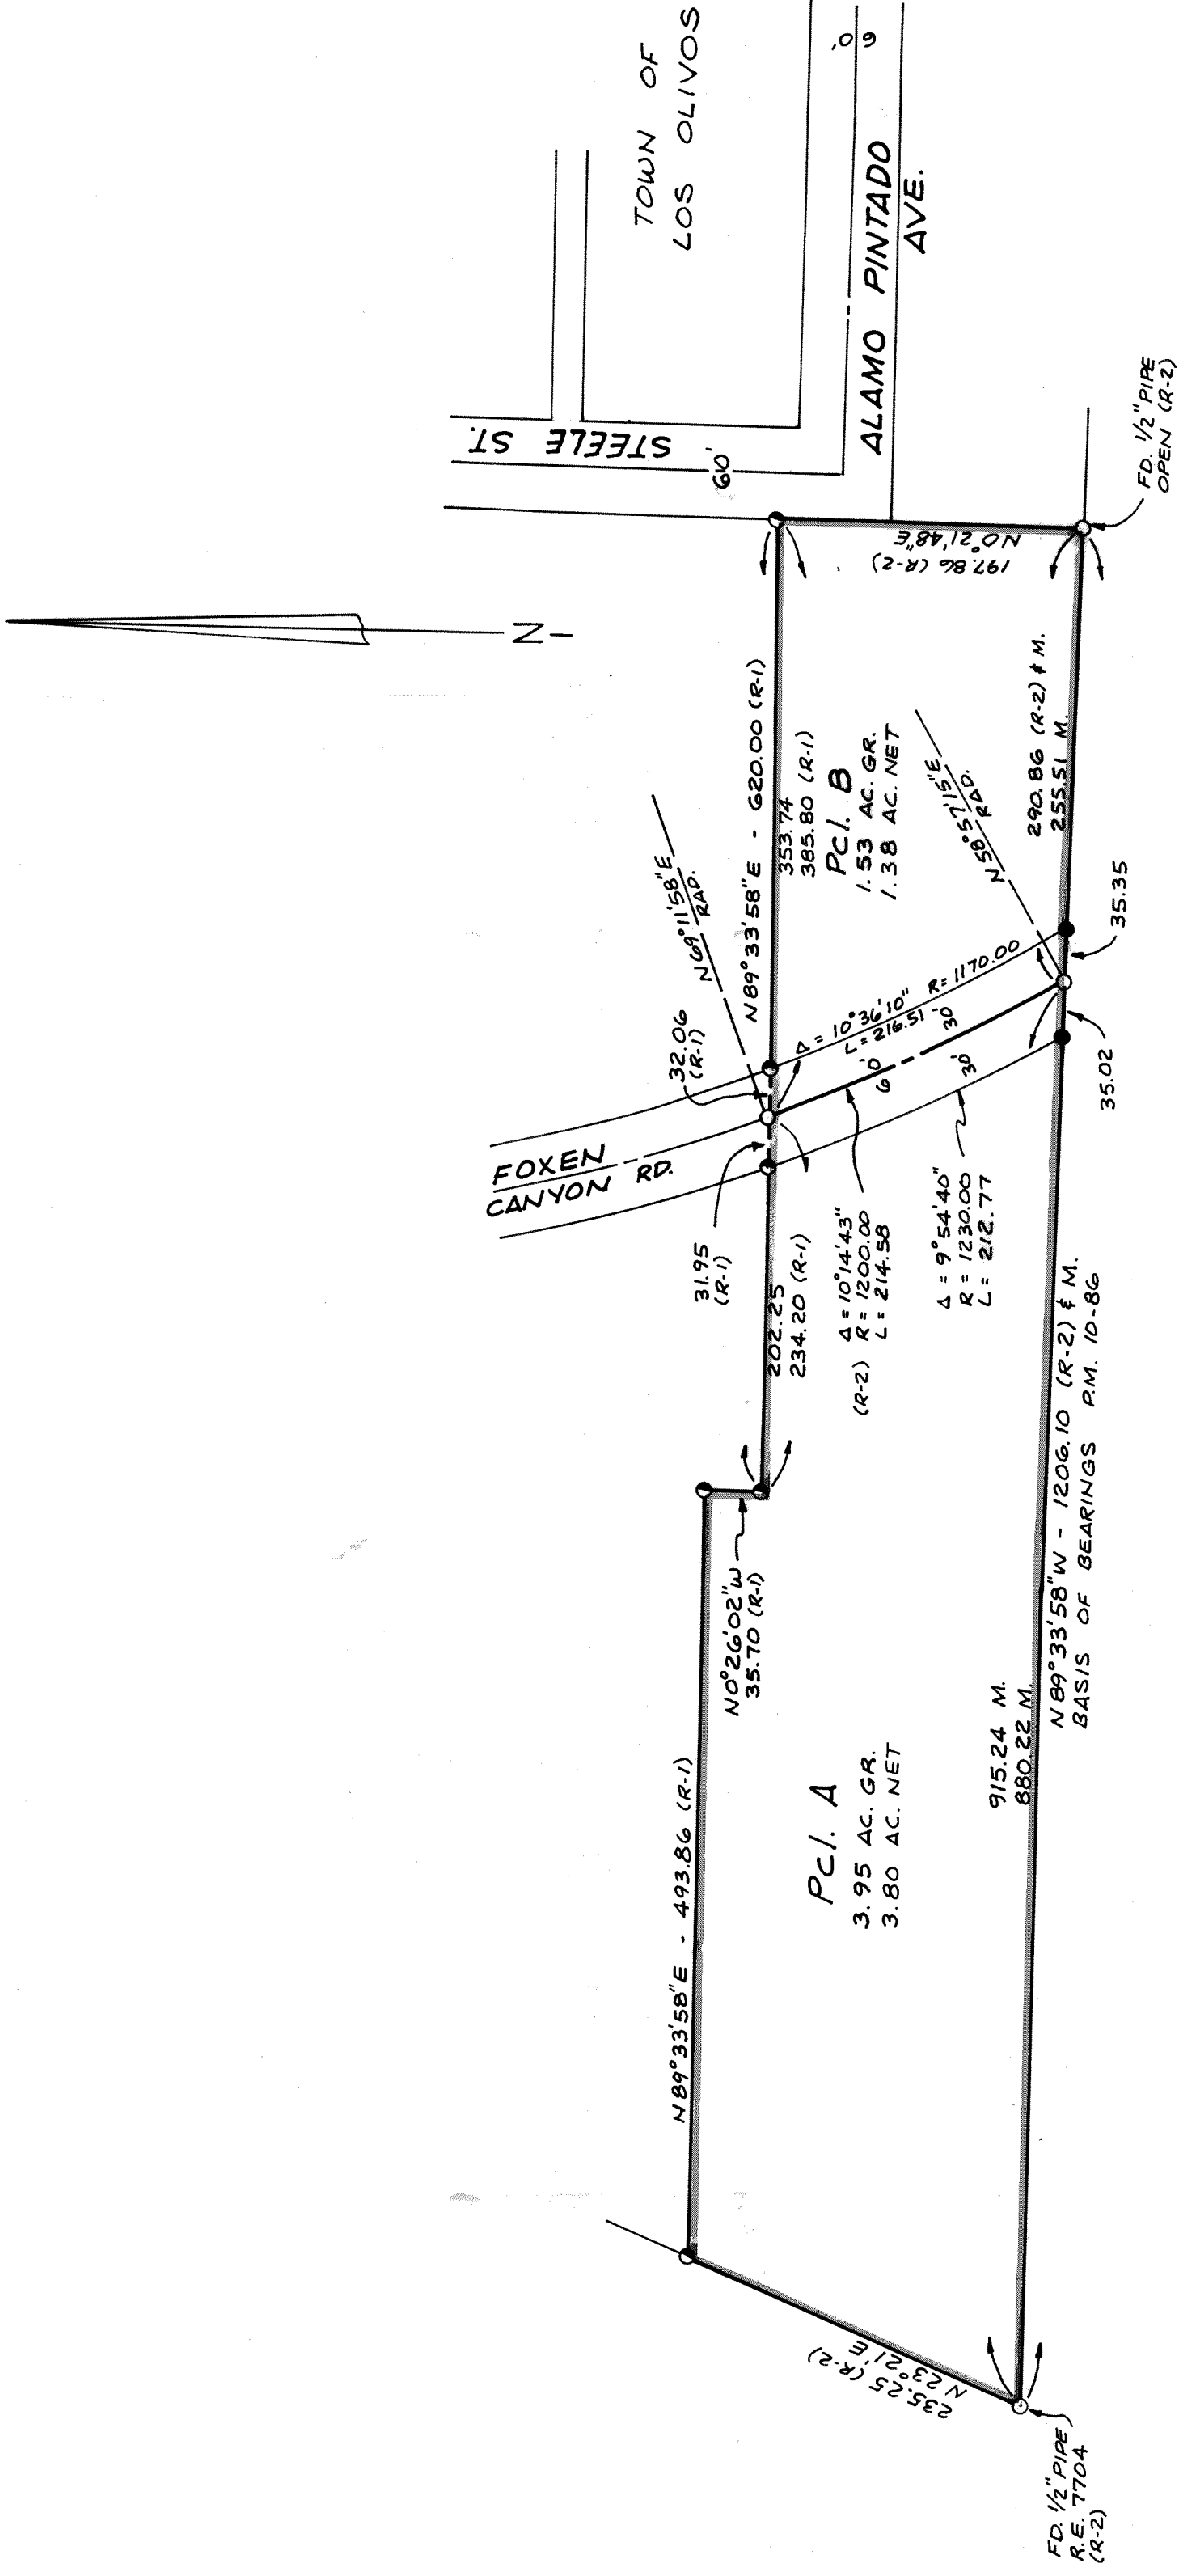 TOWN OF
LOS OLIVOS
60'
ALAMO PINTADO
AVE.
STEELE ST.
60'
N
FD. 1/2" PIPE
OPEN (R-2)
N 0°21'48"E
197.86 (R-2)
N 89°33'58"E - 620.00 (R-1)
353.74
385.80 (R-1)
Pcl. B
1.53 AC. GR.
1.38 AC. NET
N 58°57'15"E
RAD.
290.86 (R-2) & M.
255.51 M.
N 69°11'58"E
RAD.
32.06
(R-1)
Δ = 10°36'10" R = 1170.00
L = 216.51
30'
60'
30'
35.35
35.02
FOXEN
CANYON RD.
31.95
(R-1)
202.25
234.20 (R-1)
Δ = 10°14'43"
(R-2) R = 1200.00
L = 214.58
Δ = 9°54'40"
R = 1230.00
L = 212.77
N 0°26'02"W
35.70 (R-1)
N 89°33'58"W - 1206.10 (R-2) & M.
BASIS OF BEARINGS P.M. 10-86
915.24 M.
880.22 M.
N 89°33'58"E - 493.86 (R-1)
Pcl. A
3.95 AC. GR.
3.80 AC. NET
N 23°21'E
235.25 (R-2)
FD. 1/2" PIPE
R.E. 7704
(R-2)